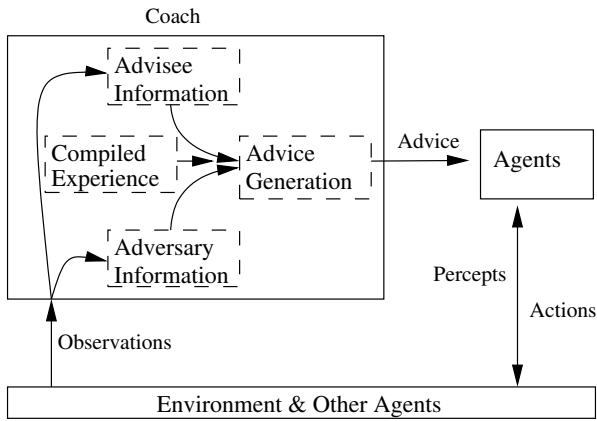 Coach
Advisee
Information
Compiled
Experience
Advice
Generation
Adversary
Information
Advice
Agents
Percepts
Actions
Observations
Environment & Other Agents